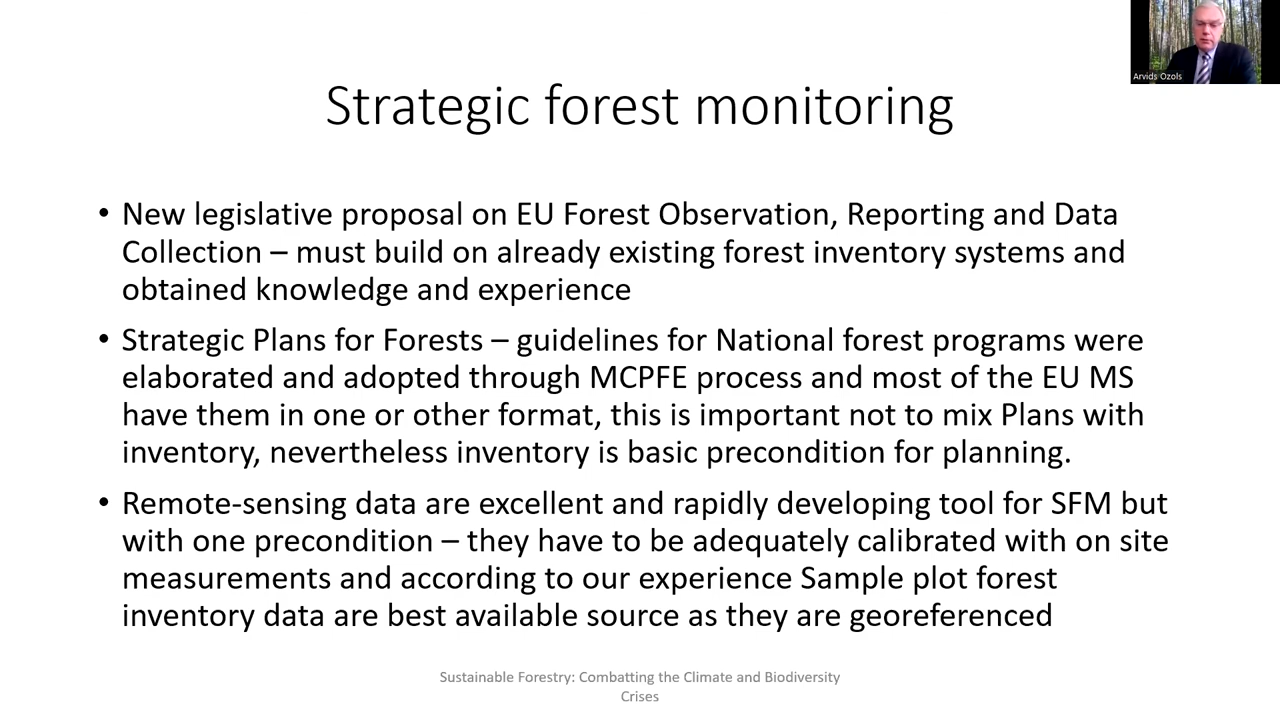 Arvids Ozols
Strategic forest monitoring
• New legislative proposal on EU Forest Observation, Reporting and Data
Collection – must build on already existing forest inventory systems and
obtained knowledge and experience
• Strategic Plans for Forests – guidelines for National forest programs were
elaborated and adopted through MCPFE process and most of the EU MS
have them in one or other format, this is important not to mix Plans with
inventory, nevertheless inventory is basic precondition for planning.
• Remote-sensing data are excellent and rapidly developing tool for SFM but
with one precondition – they have to be adequately calibrated with on site
measurements and according to our experience Sample plot forest
inventory data are best available source as they are georeferenced
Sustainable Forestry: Combatting the Climate and Biodiversity
Crises